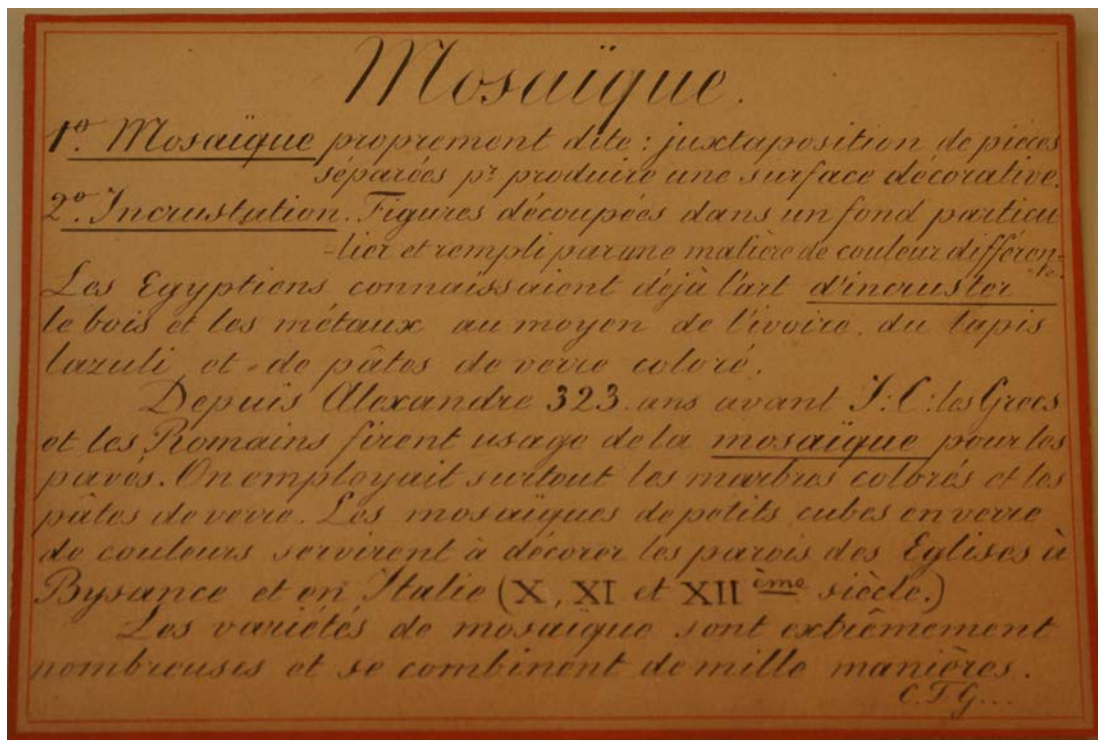 Mosaïque.
1º. Mosaïque proprement dite : juxtaposition de pièces
séparées pr produire une surface décorative.
2º. Incrustation. Figures découpées dans un fond particu
-lier et rempli par une matière de couleur différen-
te.
Les Egyptiens connaissaient déjà l'art d'incruster
le bois et les métaux au moyen de l'ivoire, du lapis
lazuli et de pâtes de verre coloré.
Depuis Alexandre 323 ans avant J:C: les Grecs
et les Romains firent usage de la mosaïque pour les
pavés. On employait surtout les marbres colorés et les
pâtes de verre. Les mosaïques de petits cubes en verre
de couleurs servirent à décorer les parois des Eglises à
Bysance et en Italie (X, XI et XII ème siècle.)
Les variétés de mosaïque sont extrêmement
nombreuses et se combinent de mille manières.
C.F.G...